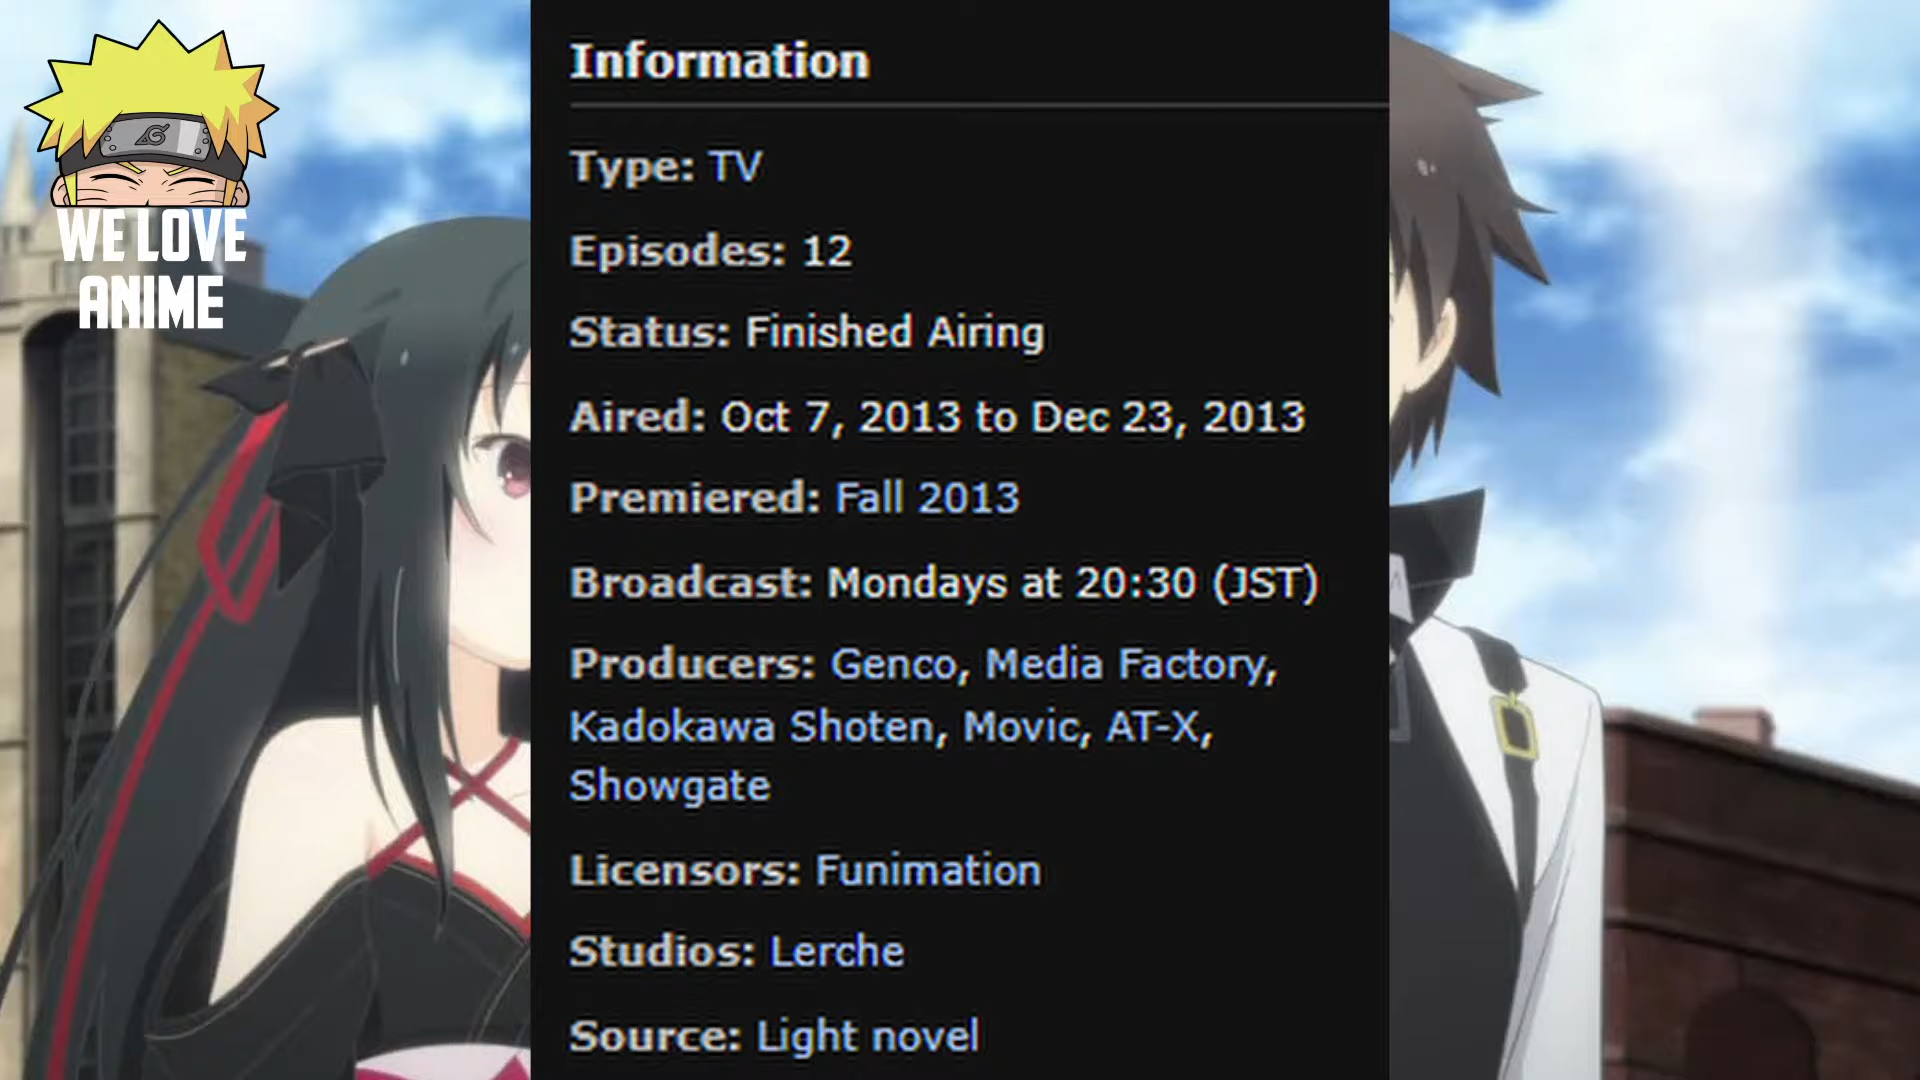 WE LOVE
ANIME
Information
Type: TV
Episodes: 12
Status: Finished Airing
Aired: Oct 7, 2013 to Dec 23, 2013
Premiered: Fall 2013
Broadcast: Mondays at 20:30 (JST)
Producers: Genco, Media Factory,
Kadokawa Shoten, Movic, AT-X,
Showgate
Licensors: Funimation
Studios: Lerche
Source: Light novel